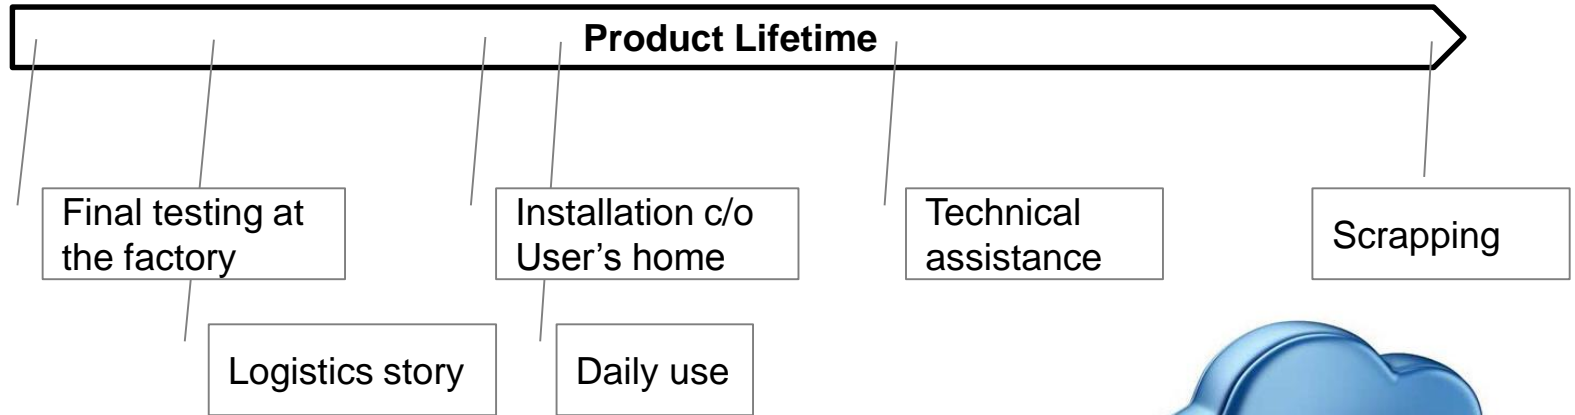 Product Lifetime
Final testing at
the factory
Installation c/o
User’s home
Technical
assistance
Scrapping
Logistics story
Daily use